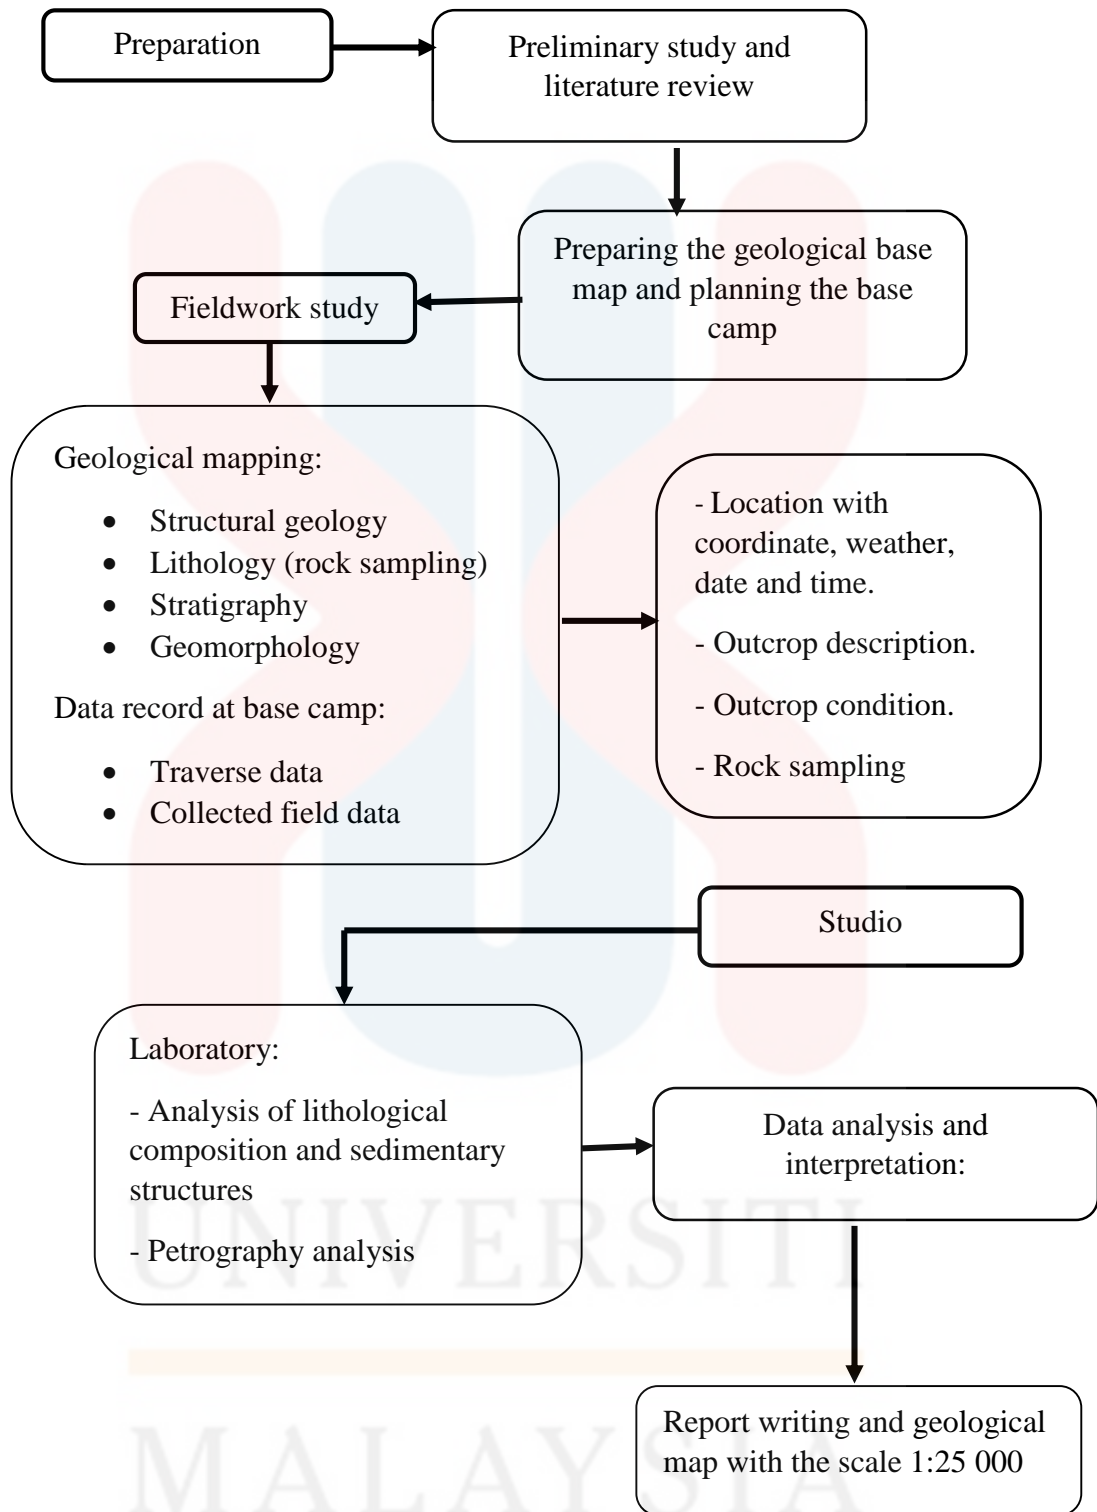 Preparation
Preliminary study and
literature review
Preparing the geological base
map and planning the base
camp
Fieldwork study
Geological mapping:
• Structural geology
• Lithology (rock sampling)
• Stratigraphy
• Geomorphology
Data record at base camp:
• Traverse data
• Collected field data
- Location with
coordinate, weather,
date and time.
- Outcrop description.
- Outcrop condition.
- Rock sampling
Studio
Laboratory:
- Analysis of lithological
composition and sedimentary
structures
- Petrography analysis
Data analysis and
interpretation:
UNIVERSITI
Report writing and geological
map with the scale 1:25 000
MALAYSIA